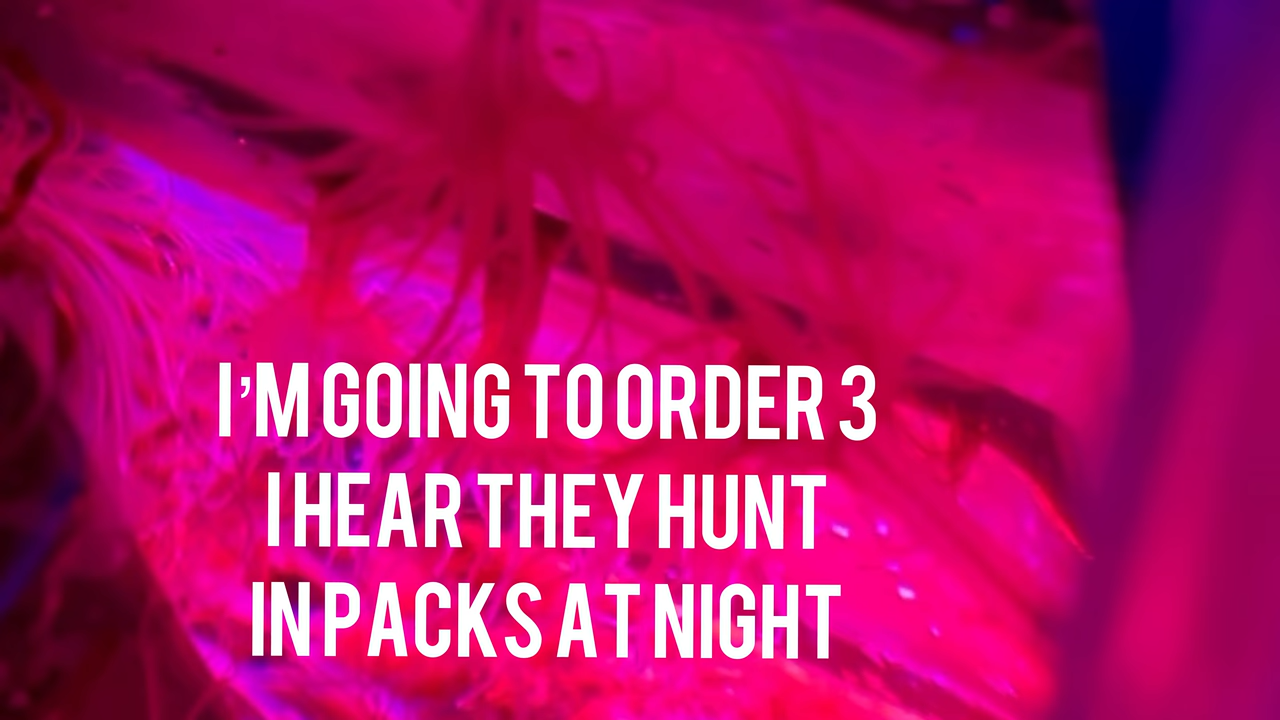 I'M GOING TO ORDER 3
I HEAR THEY HUNT
IN PACKS AT NIGHT